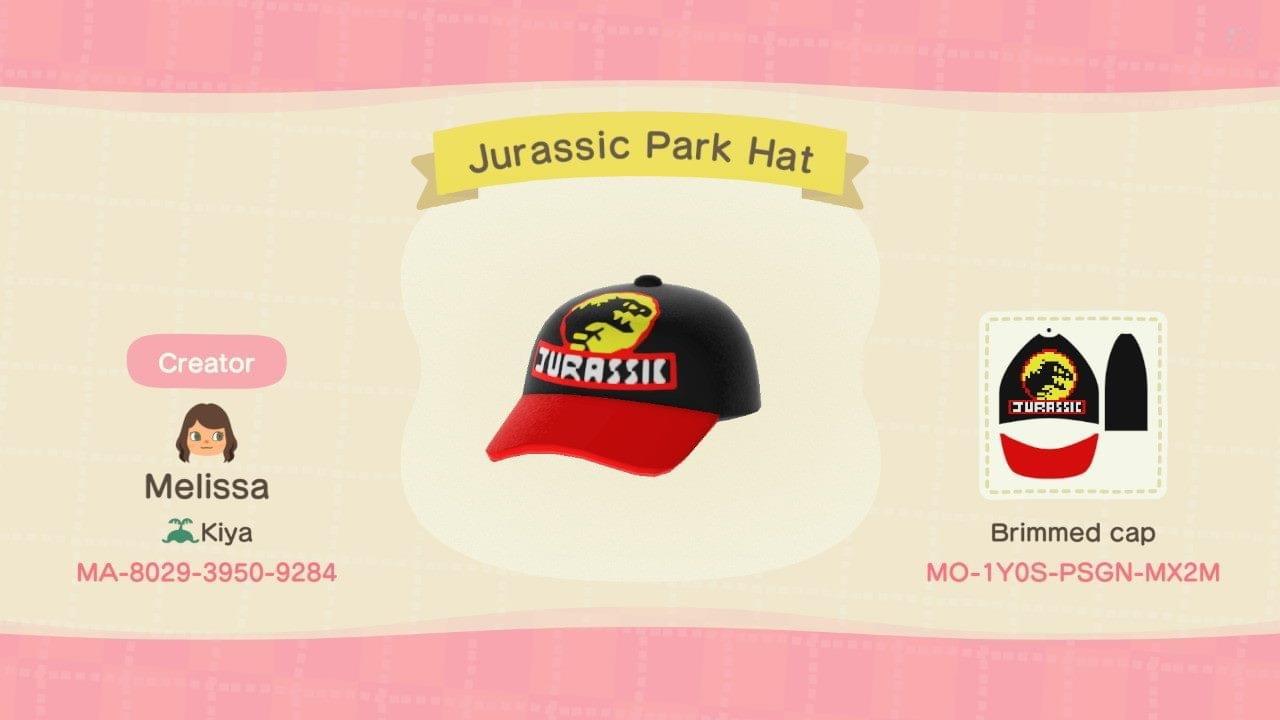 Jurassic Park Hat
JURASSIC
Creator
Melissa
Kiya
MA-8029-3950-9284
JURASSIC
Brimmed cap
MO-1Y0S-PSGN-MX2M